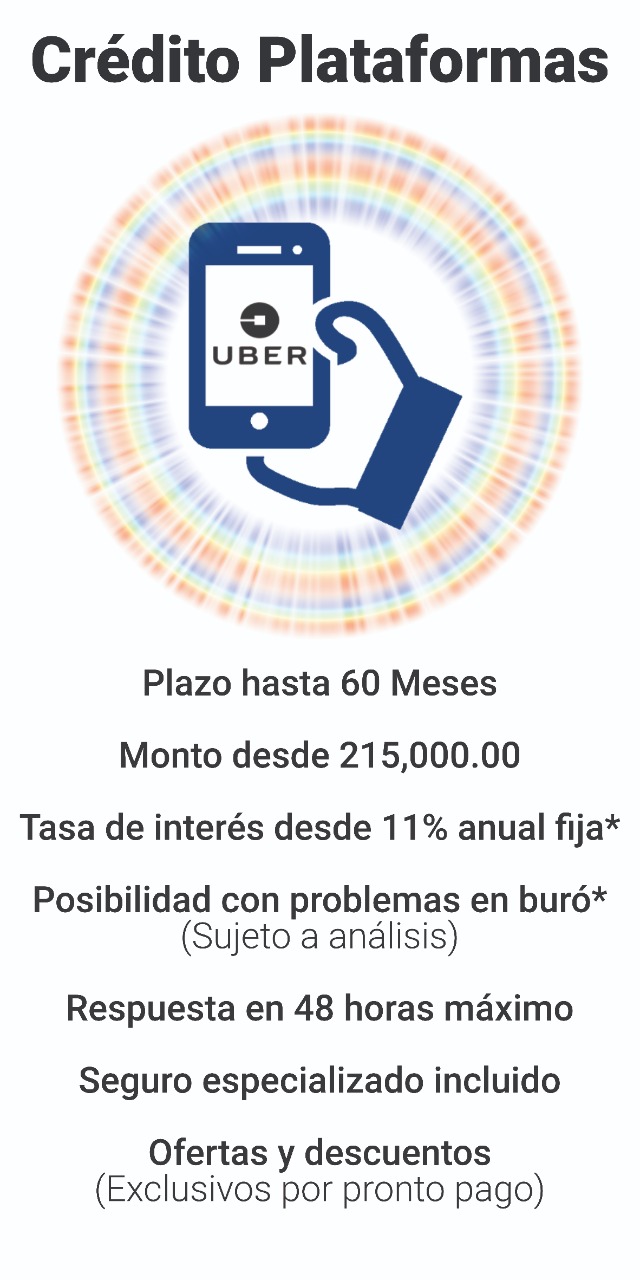 Crédito Plataformas
UBER
Plazo hasta 60 Meses
Monto desde 215,000.00
Tasa de interés desde 11% anual fija*
Posibilidad con problemas en buró*
(Sujeto a análisis)
Respuesta en 48 horas máximo
Seguro especializado incluido
Ofertas y descuentos
(Exclusivos por pronto pago)